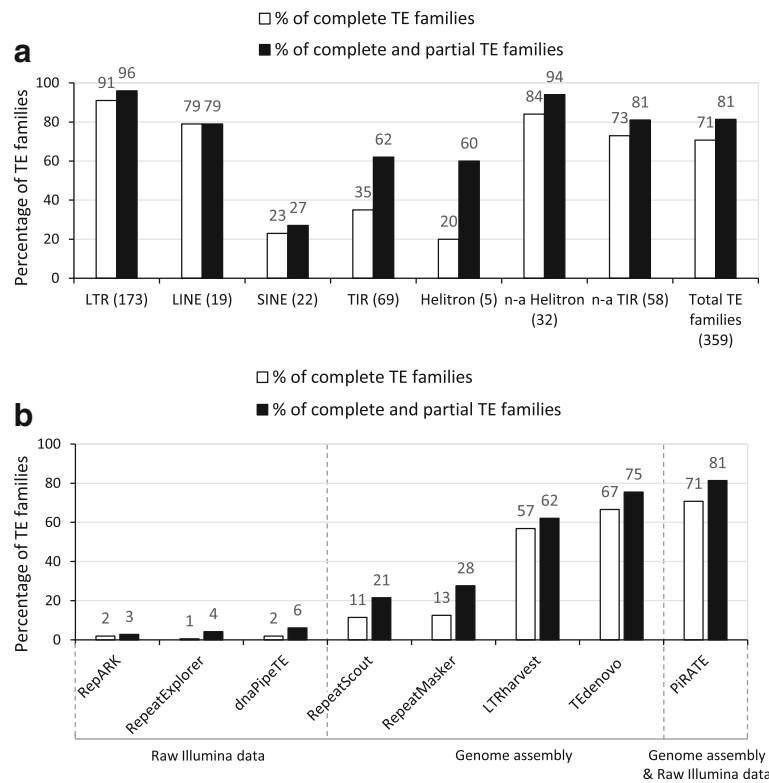 % of complete TE families
% of complete and partial TE families
a
Percentage of TE families
100
80
60
40
20
0
91 96
79 79
23 27
35 62
20 60
84 94
73 81
71 81
LTR (173)
LINE (19)
SINE (22)
TIR (69)
Helitron (5)
n-a Helitron
(32)
n-a TIR (58)
Total TE
families
(359)
% of complete TE families
% of complete and partial TE families
b
Percentage of TE families
100
80
60
40
20
0
2 3
1 4
2 6
11 21
13 28
57 62
67 75
71 81
RepARK
RepeatExplorer
dnaPipeTE
RepeatScout
RepeatMasker
LTRharvest
TEdenovo
PiRATE
Raw Illumina data
Genome assembly
Genome assembly
& Raw Illumina data